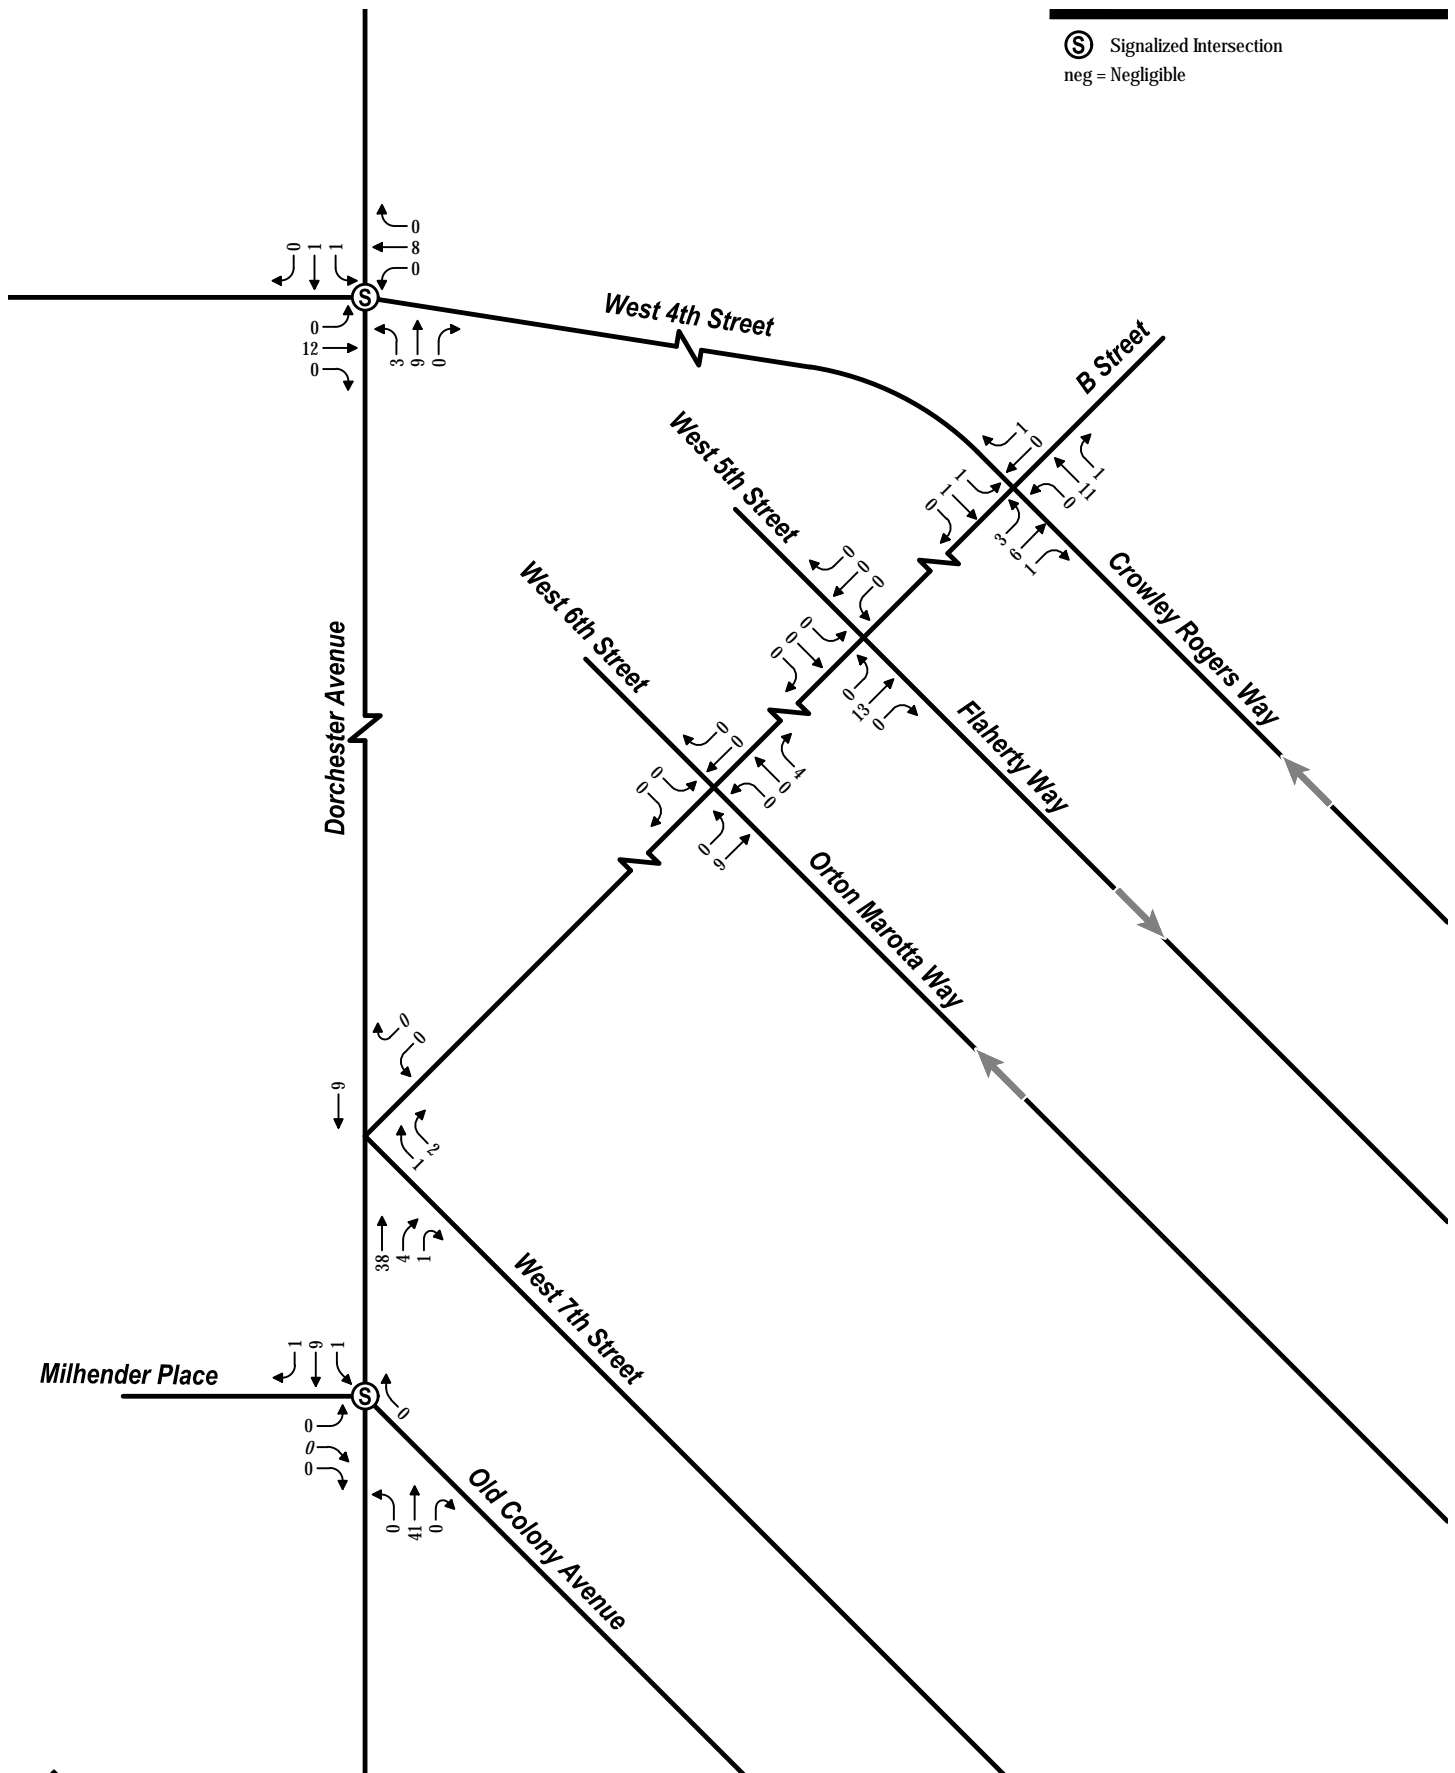 S Signalized Intersection
neg = Negligible
0
8
0
0 1 1
S
0
12
0
3 9 0
West 4th Street
B Street
1
0
1
11
0
1
1
0
3
6
1
West 5th Street
0
0
0
0
0
0
0
13
0
Crowley Rogers Way
West 6th Street
0
0
4
0
0
0
0
0
9
Flaherty Way
Orton Marotta Way
Dorchester Avenue
0
0
9
2
1
38 4 1
West 7th Street
1 9 1
Milhender Place
S
0
0
0
0
0 41 0
Old Colony Avenue